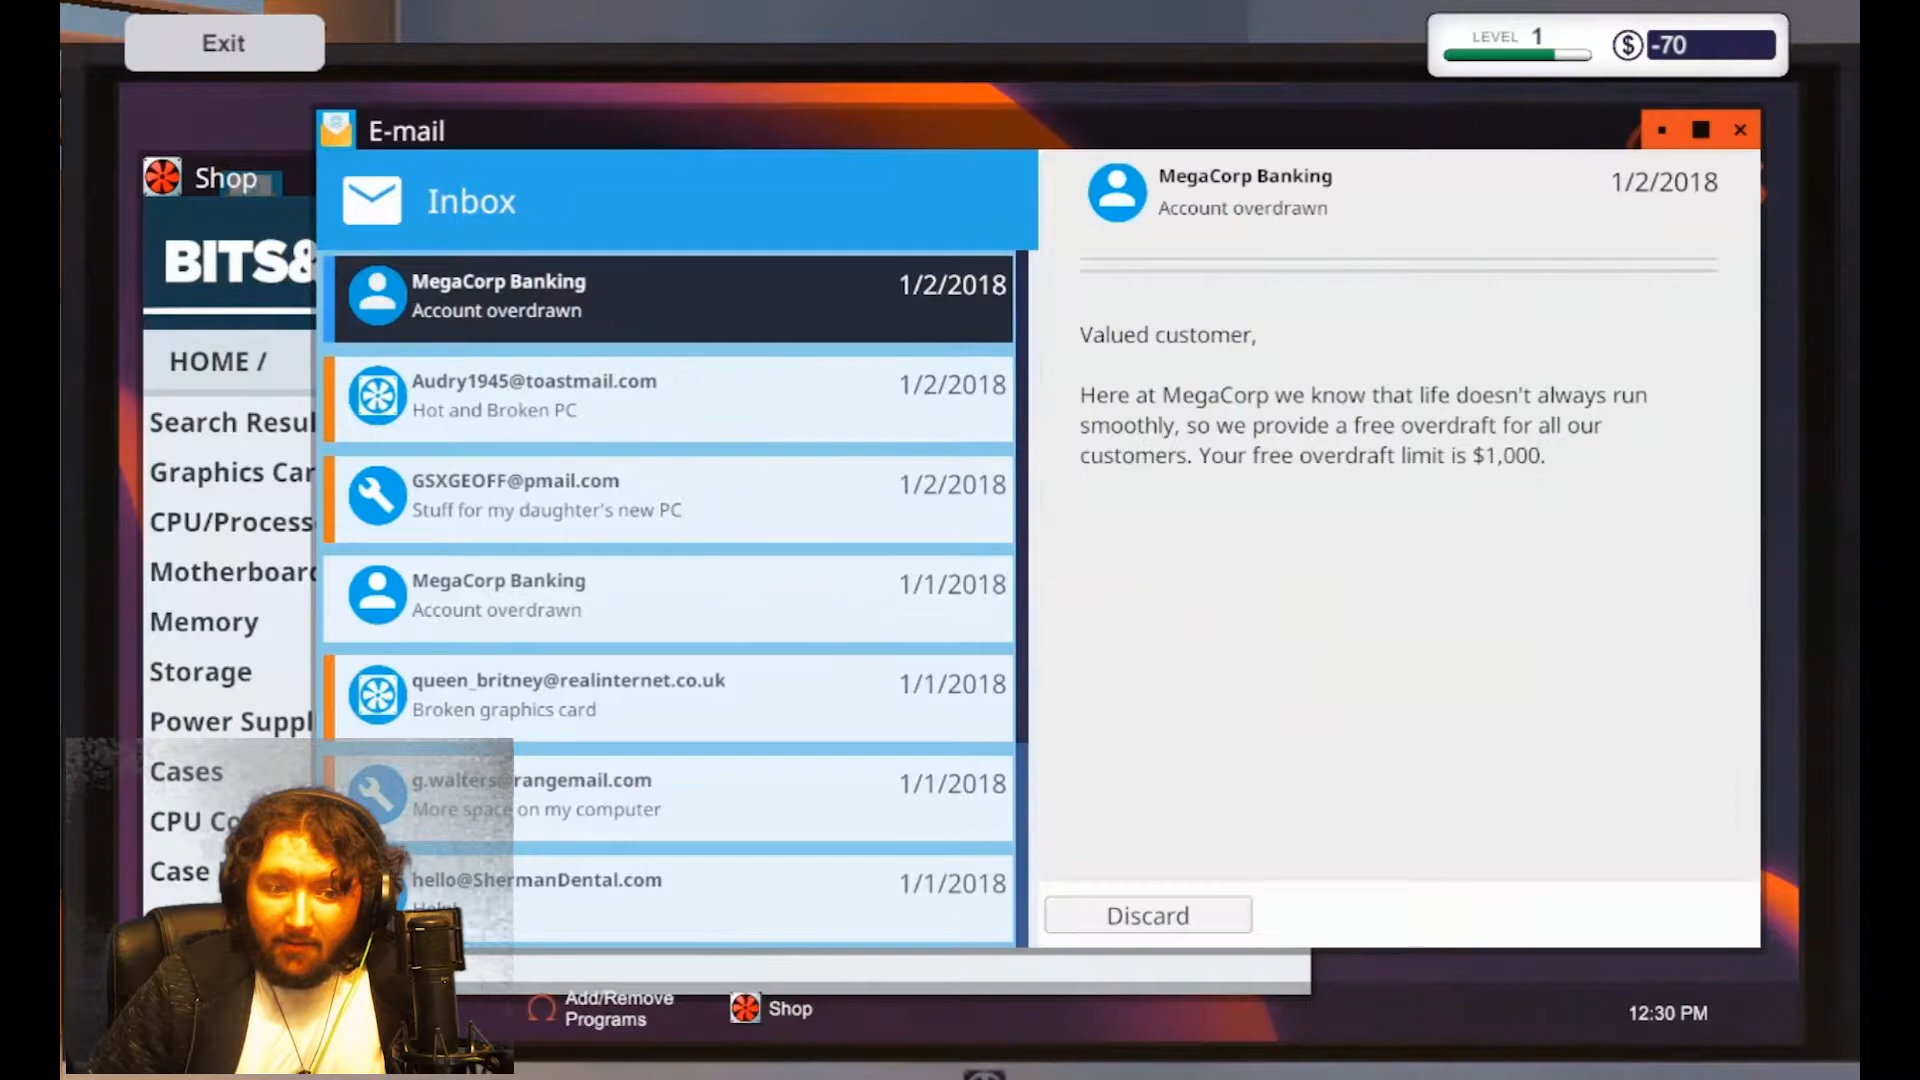 Exit
LEVEL 1
$ -70
E-mail
Shop
BITS&
HOME /
Search Resul
Graphics Car
CPU/Process
Motherboard
Memory
Storage
Power Suppl
Cases
CPU Co
Case
Inbox
MegaCorp Banking
Account overdrawn
1/2/2018
Audry1945@toastmail.com
Hot and Broken PC
1/2/2018
GSXGEOFF@pmail.com
Stuff for my daughter's new PC
1/2/2018
MegaCorp Banking
Account overdrawn
1/1/2018
queen_britney@realinternet.co.uk
Broken graphics card
1/1/2018
g.walters@rangemail.com
More space on my computer
1/1/2018
hello@ShermanDental.com
Help!
1/1/2018
MegaCorp Banking
Account overdrawn
1/2/2018
Valued customer,
Here at MegaCorp we know that life doesn't always run
smoothly, so we provide a free overdraft for all our
customers. Your free overdraft limit is $1,000.
Discard
Add/Remove
Programs
Shop
12:30 PM